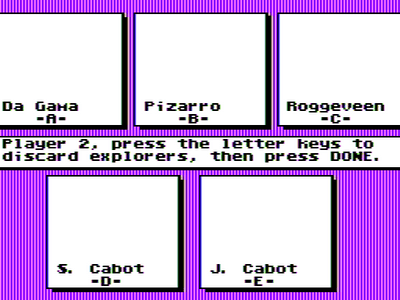 Da Gama
-A-
Pizarro
-B-
Roggeveen
-C-
Player 2, press the letter keys to
discard explorers, then press DONE.
S. Cabot
-D-
J. Cabot
-E-